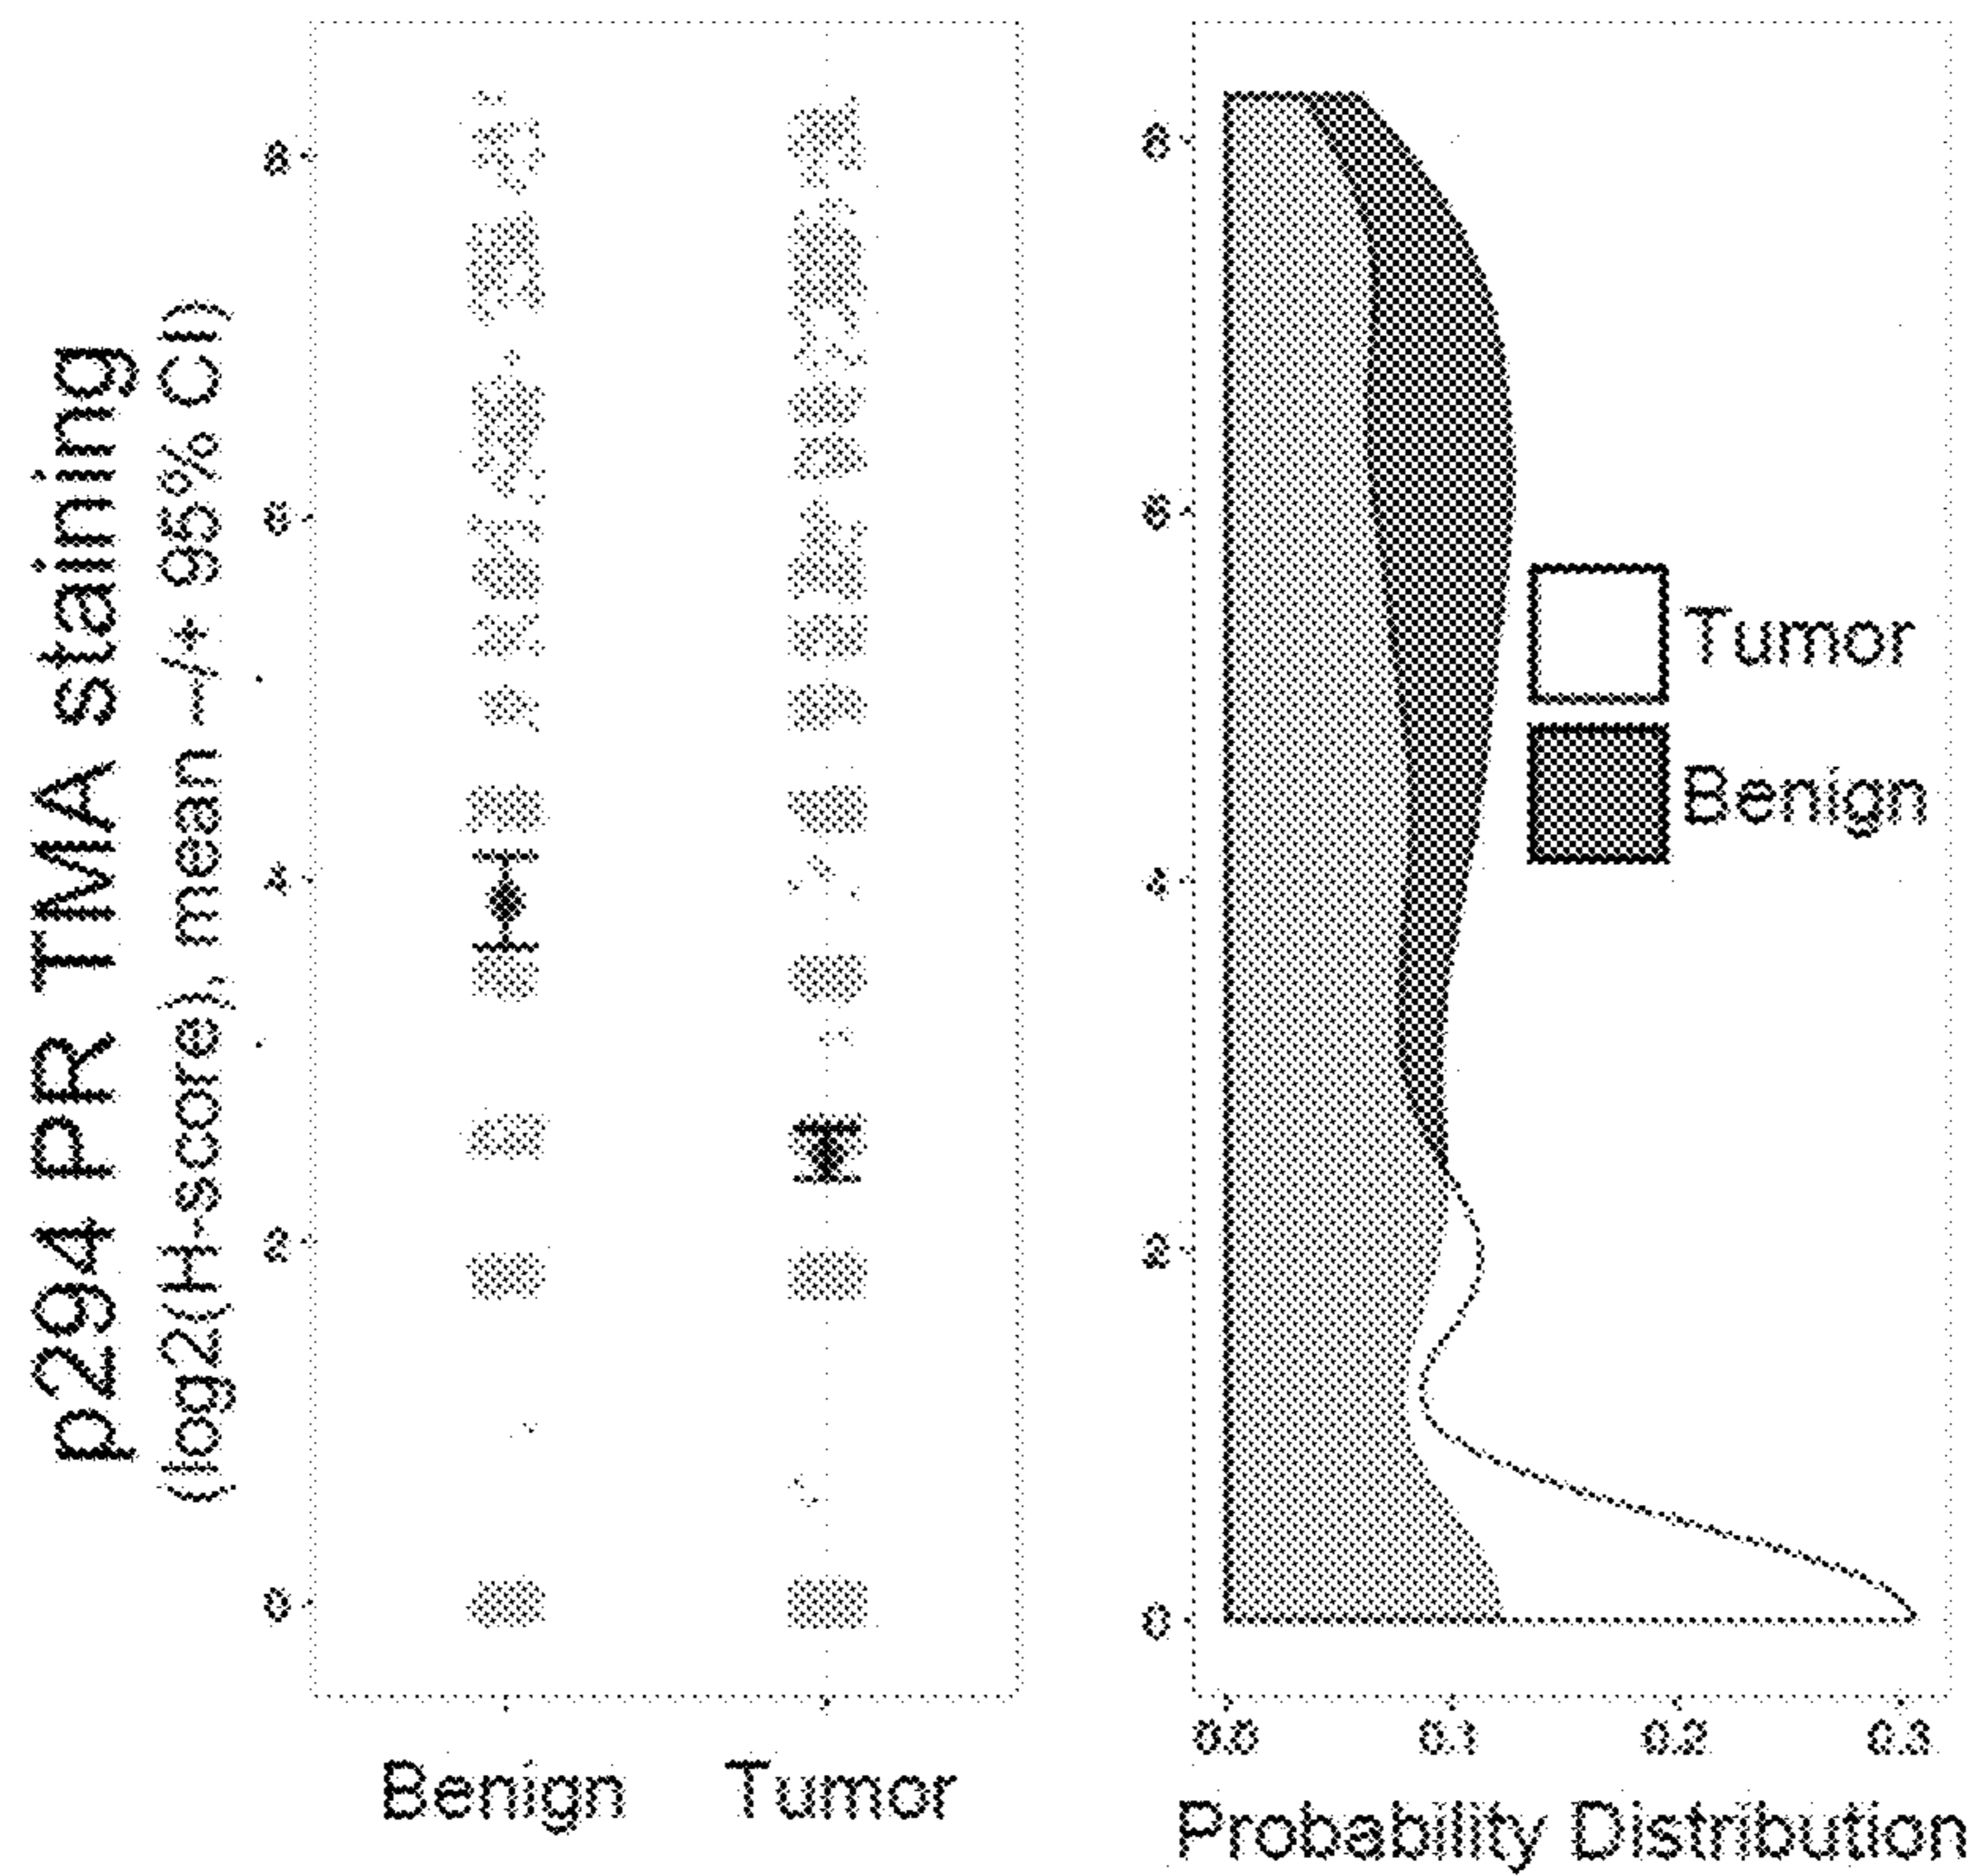 p294 PR TMA staining
(log2(H-score), mean -/+ 95% CI)
8
6
4
2
0
Benign Tumor
8
6
4
2
0
Tumor
Benign
0.0 0.1 0.2 0.3
Probability Distribution